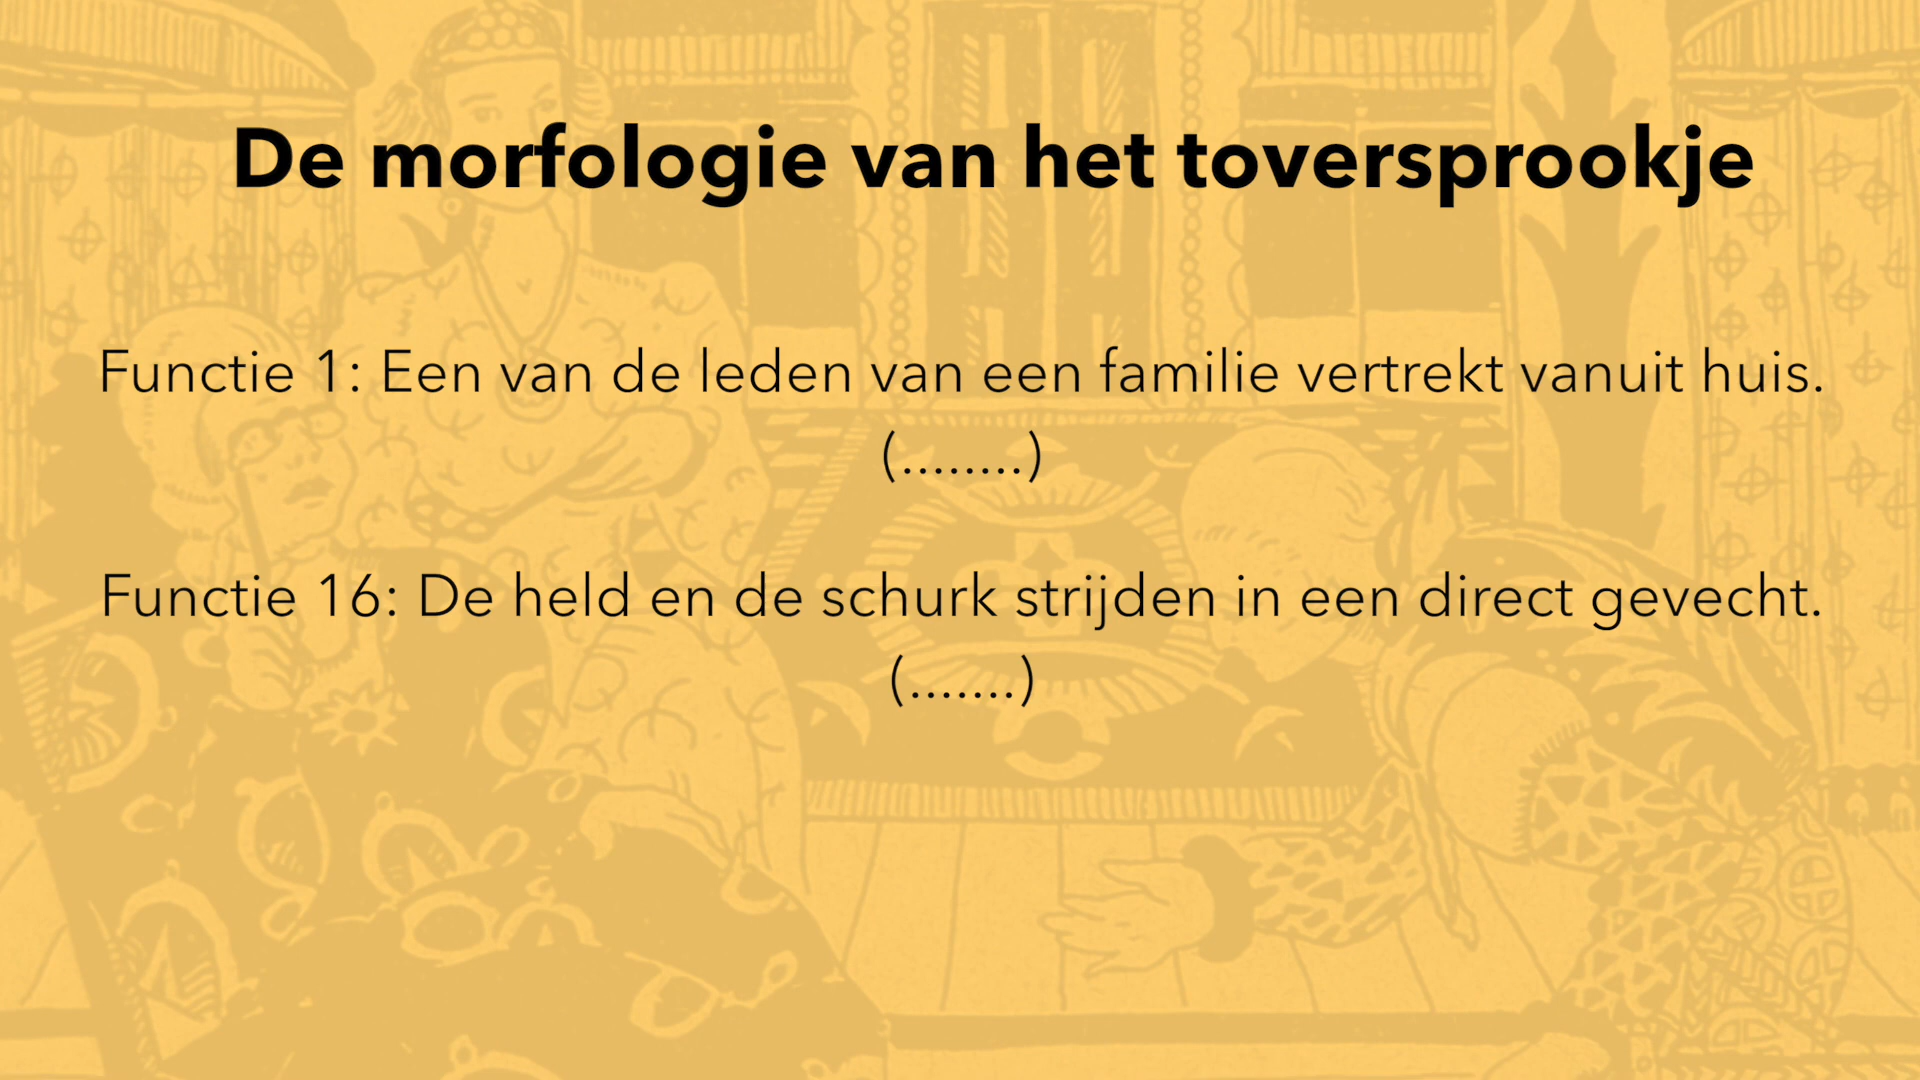 De morfologie van het toversprookje
Functie 1: Een van de leden van een familie vertrekt vanuit huis.
(........)
Functie 16: De held en de schurk strijden in een direct gevecht.
(.......)